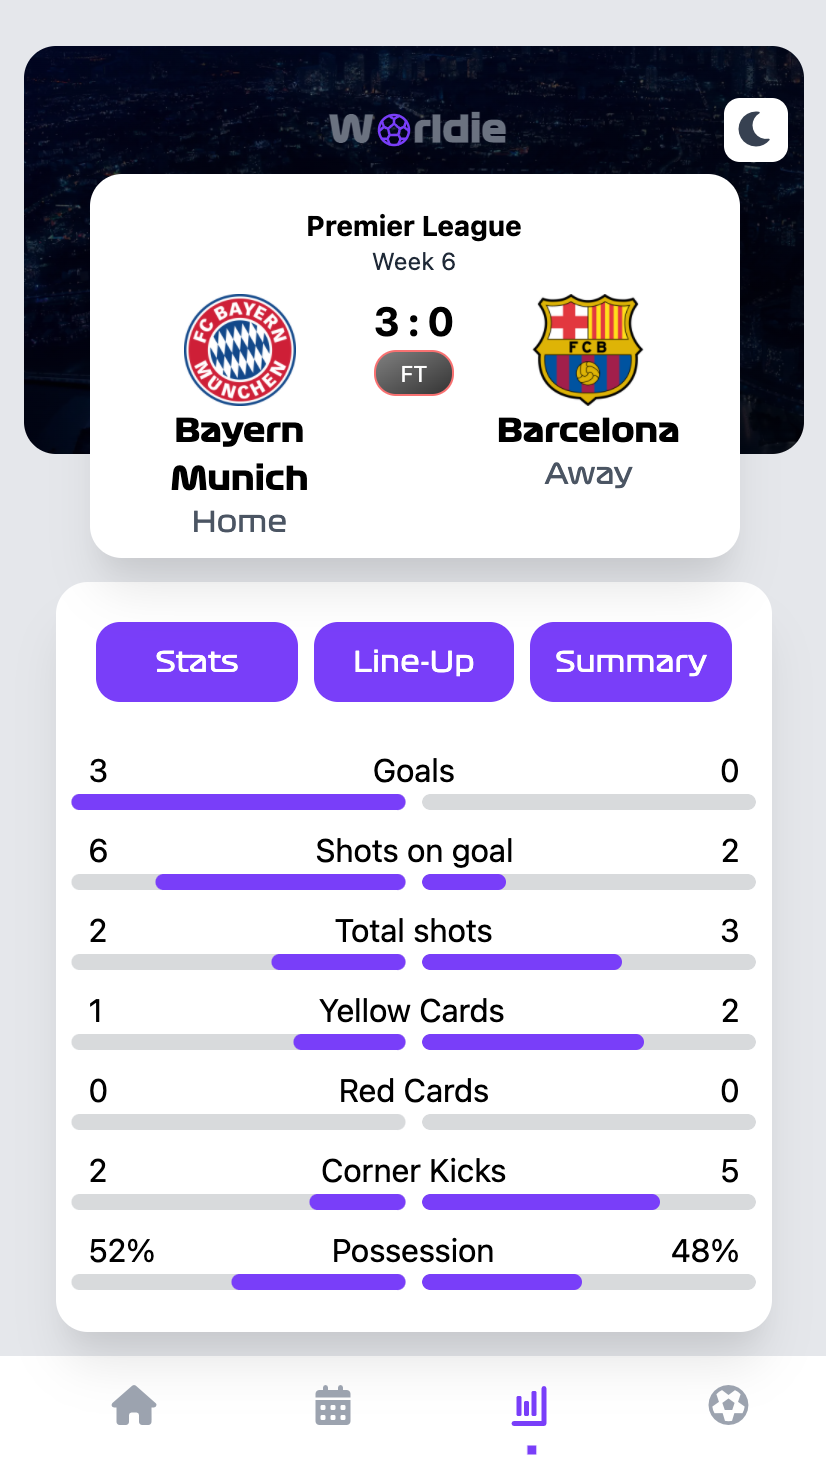 Worldie
Premier League
Week 6
FC BAYERN
MÜNCHEN
3 : 0
FCB
FT
Bayern
Munich
Home
Barcelona
Away
Stats
Line-Up
Summary
3 Goals 0
6 Shots on goal 2
2 Total shots 3
1 Yellow Cards 2
0 Red Cards 0
2 Corner Kicks 5
52% Possession 48%